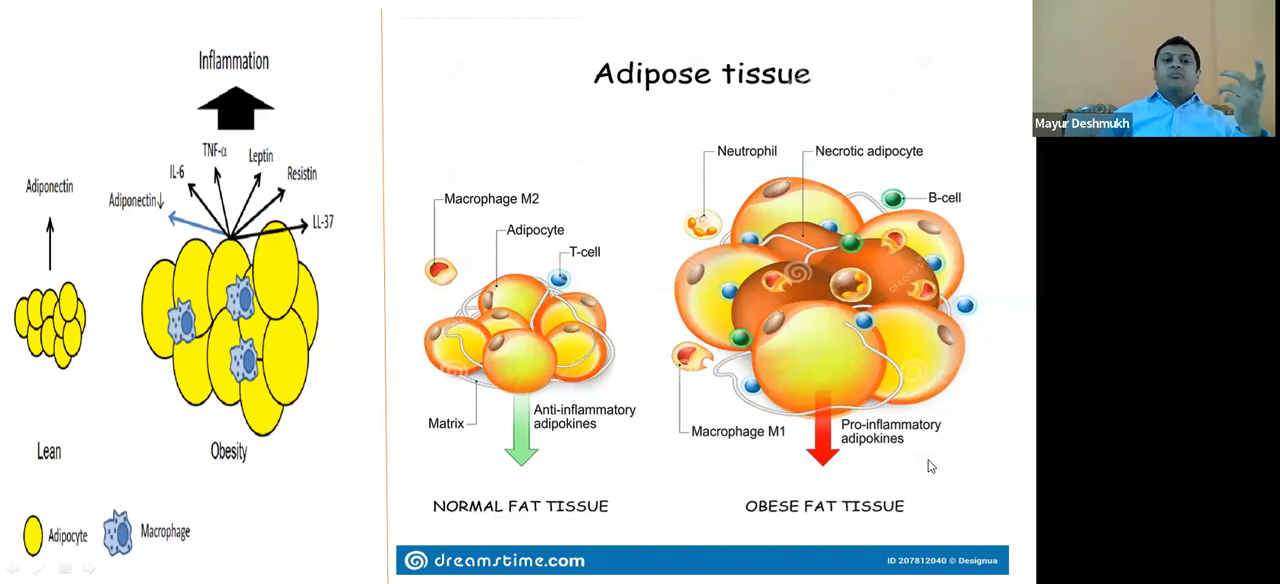 Inflammation
TNF-α
IL-6
Leptin
Resistin
Adiponectin
Adiponectin↓
LL-37
Lean
Obesity
Adipocyte
Macrophage
Adipose tissue
Macrophage M2
Adipocyte
T-cell
Matrix
Anti-inflammatory
adipokines
NORMAL FAT TISSUE
Neutrophil
Necrotic adipocyte
B-cell
Macrophage M1
Pro-inflammatory
adipokines
OBESE FAT TISSUE
dreamstime.com
ID 207812040 © Designua
Mayur Deshmukh